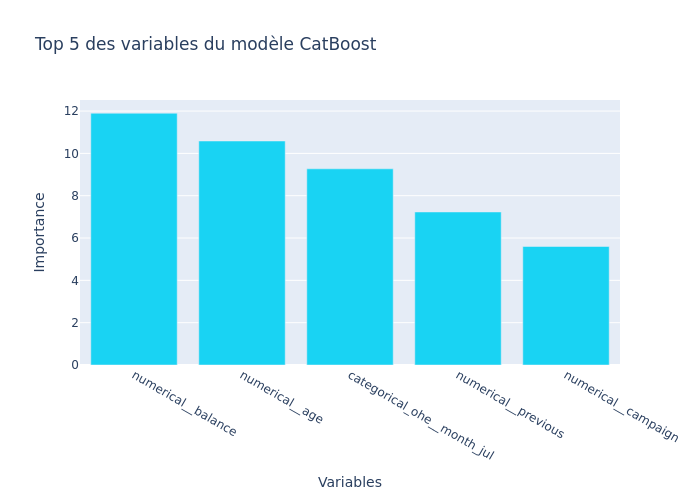 Top 5 des variables du modèle CatBoost
Importance
12
10
8
6
4
2
0
numerical__balance
numerical__age
categorical_ohe__month_jul
numerical__previous
numerical__campaign
Variables